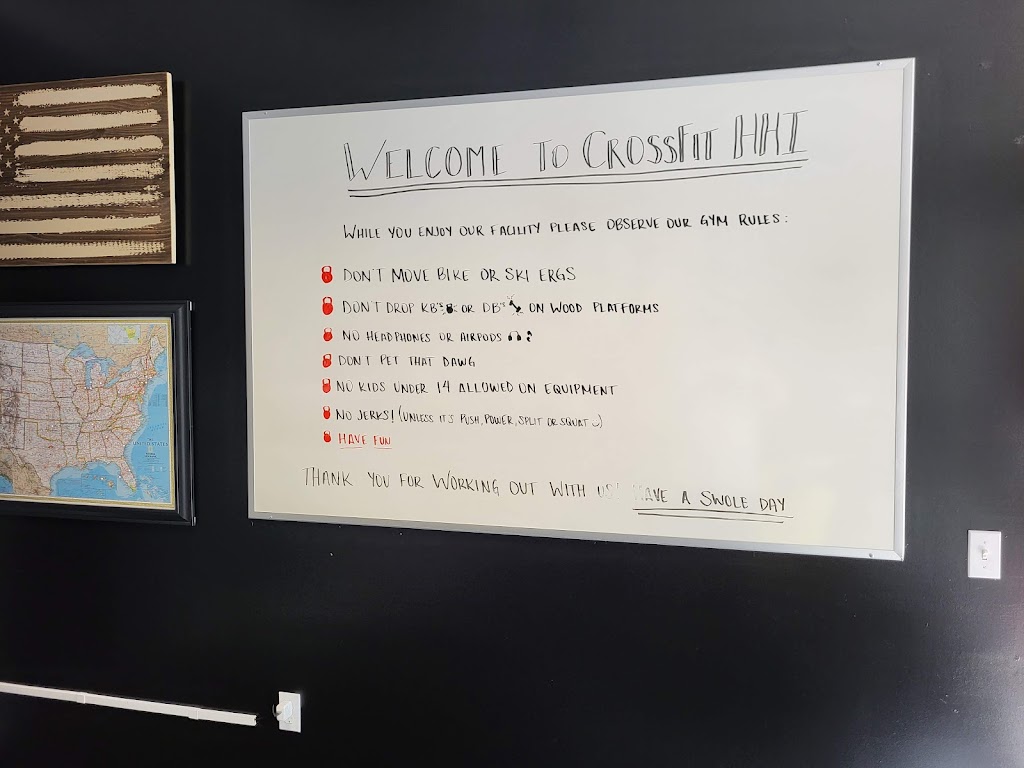 WELCOME TO CROSSFIT HHI
WHILE YOU ENJOY OUR FACILITY PLEASE OBSERVE OUR GYM RULES:
DON'T MOVE BIKE OR SKI ERGS
DON'T DROP KB'S OR DB'S ON WOOD PLATFORMS
NO HEADPHONES OR AIRPODS
DON'T PET THAT DAWG
NO KIDS UNDER 14 ALLOWED ON EQUIPMENT
NO JERKS! (UNLESS IT'S PUSH, POWER, SPLIT OR SQUAT :)
HAVE FUN
THANK YOU FOR WORKING OUT WITH US! HAVE A SWOLE DAY
UNITED STATES